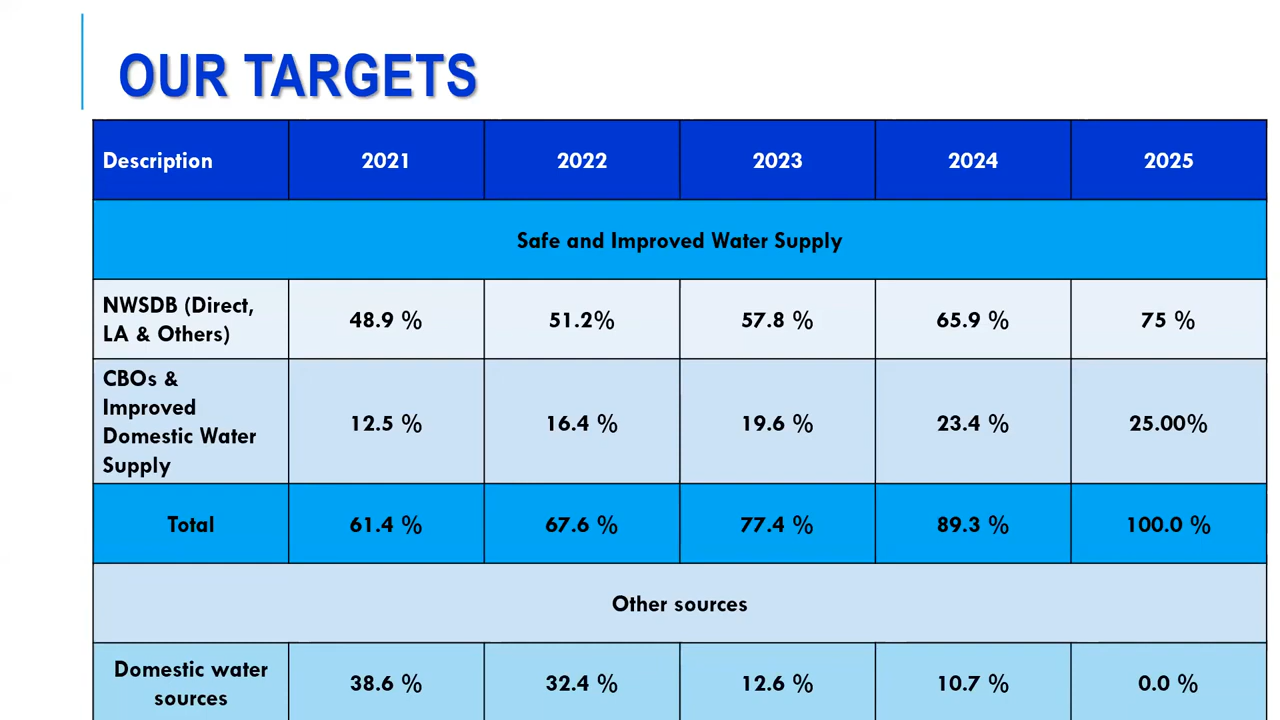 OUR TARGETS
Description 2021 2022 2023 2024 2025
Safe and Improved Water Supply
NWSDB (Direct,
LA & Others) 48.9 % 51.2% 57.8 % 65.9 % 75 %
CBOs &
Improved
Domestic Water
Supply 12.5 % 16.4 % 19.6 % 23.4 % 25.00%
Total 61.4 % 67.6 % 77.4 % 89.3 % 100.0 %
Other sources
Domestic water
sources 38.6 % 32.4 % 12.6 % 10.7 % 0.0 %